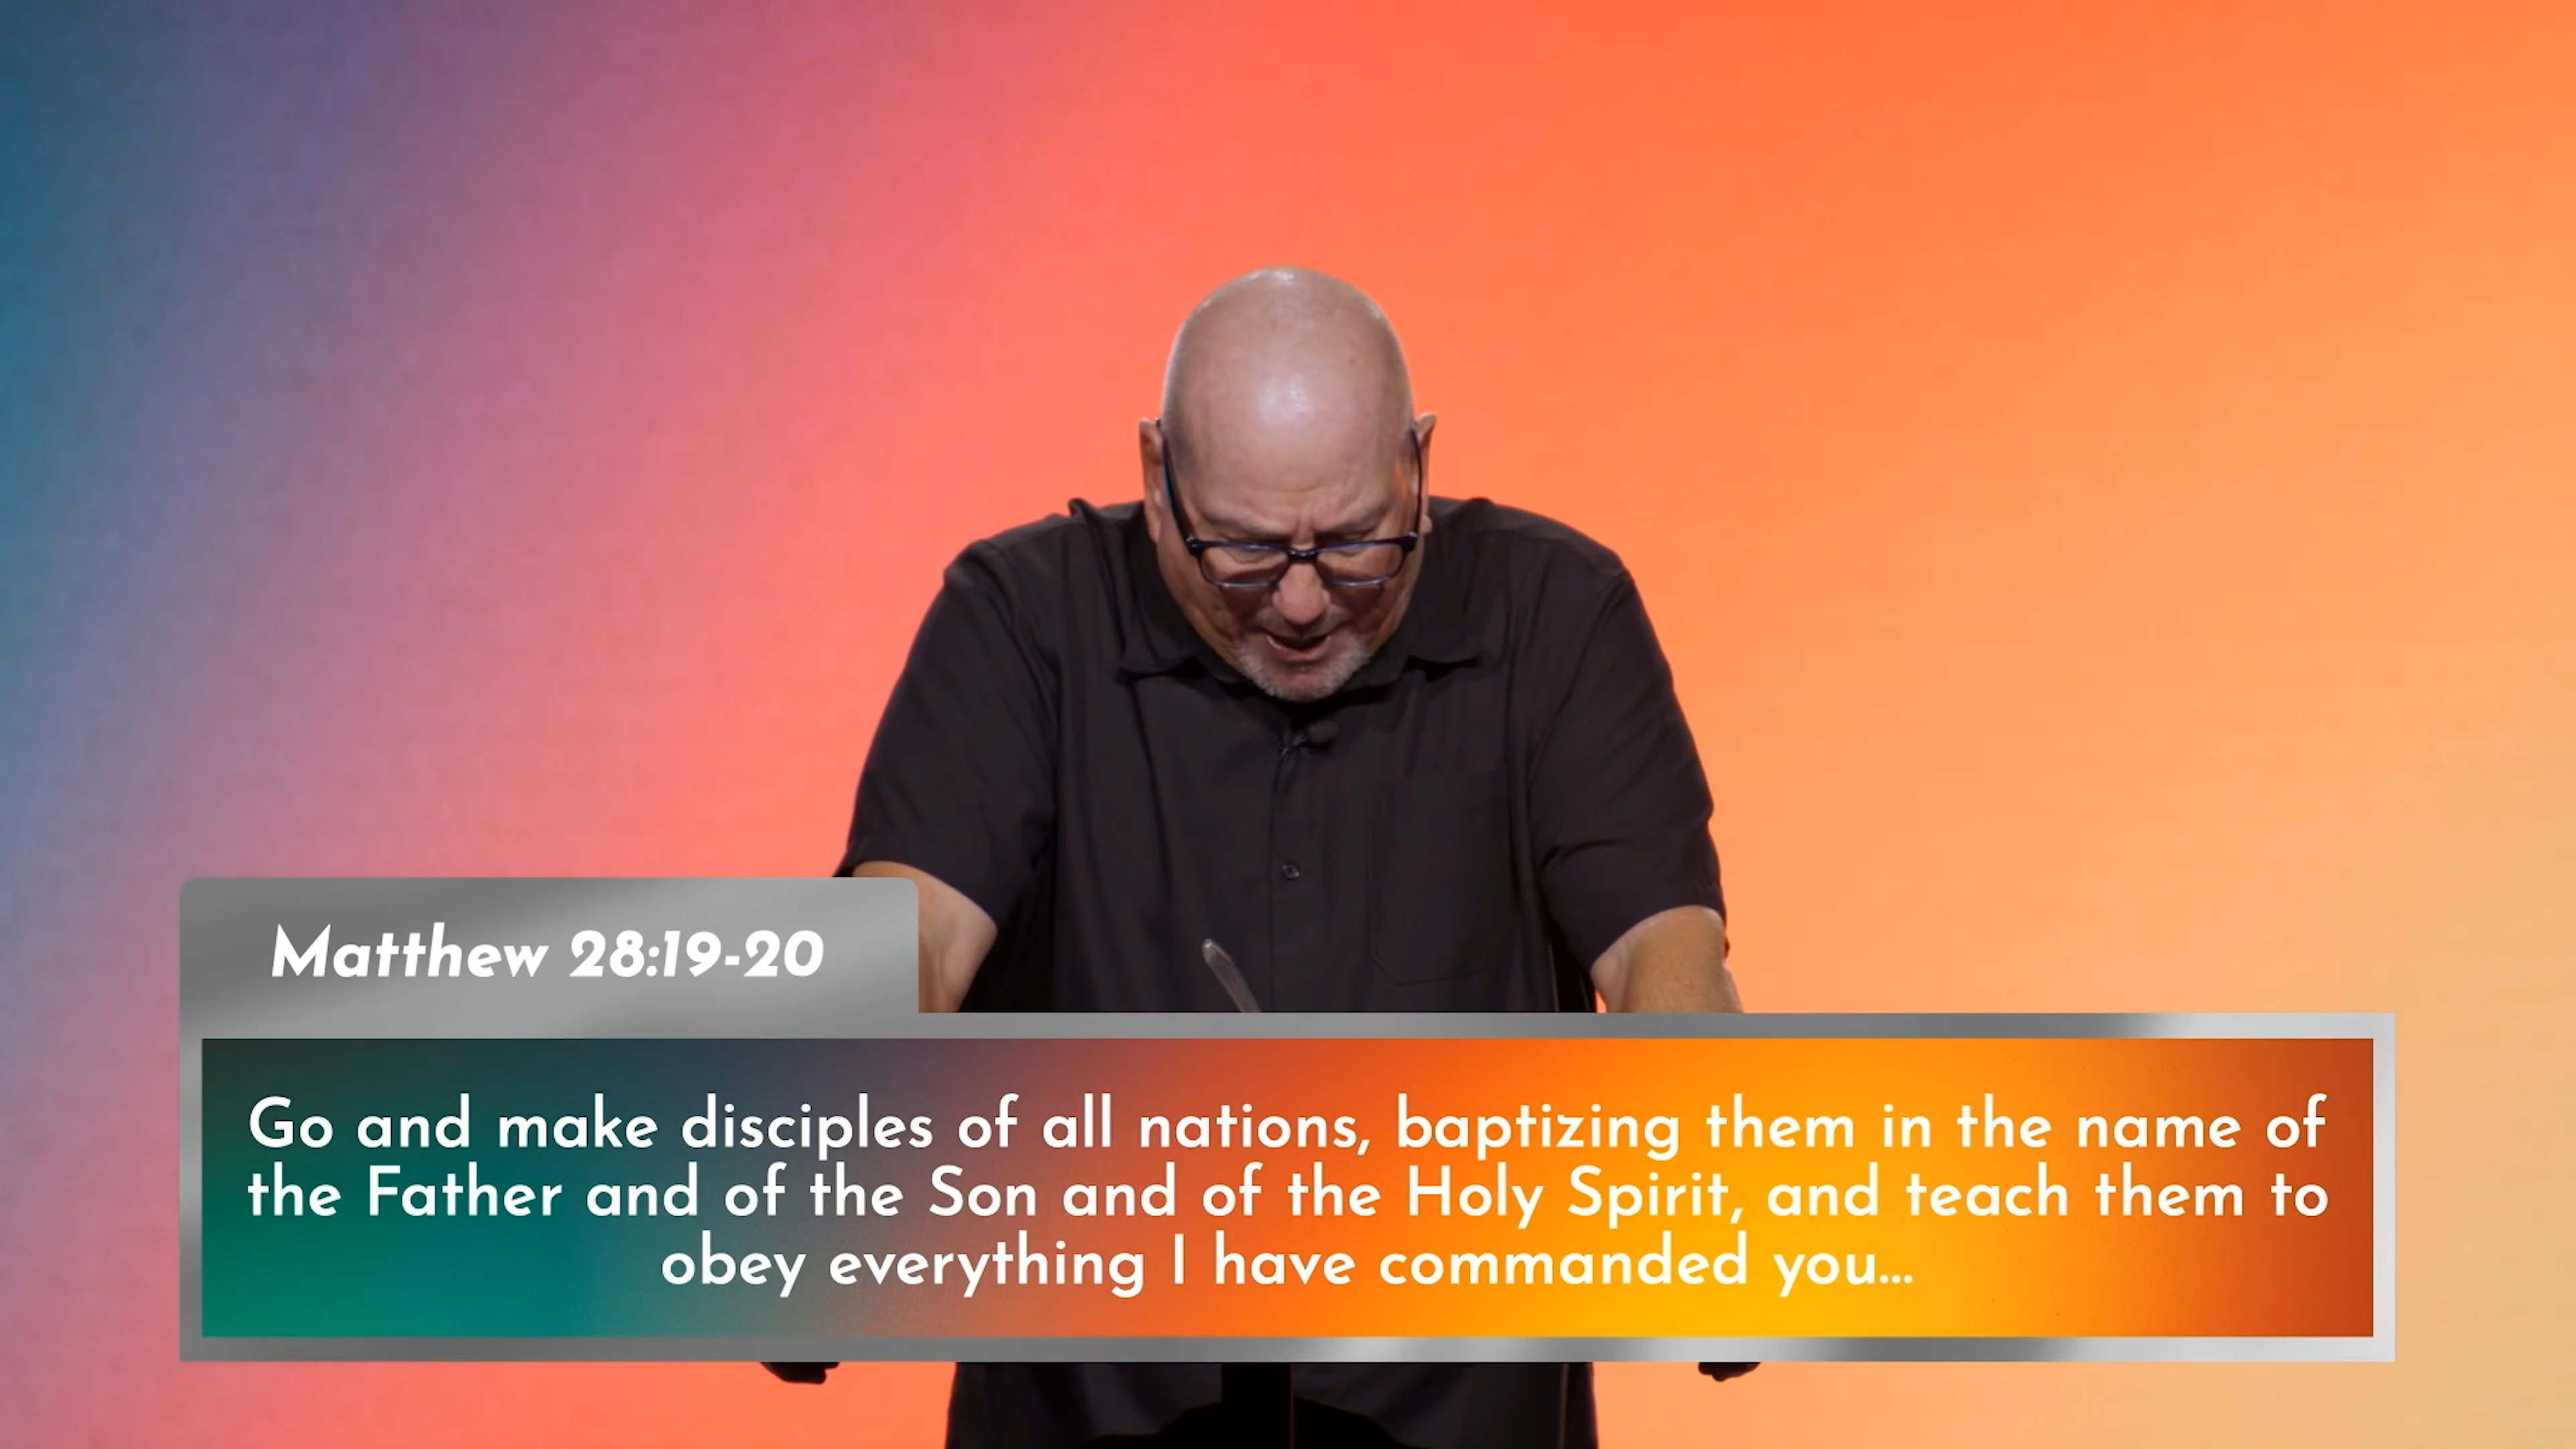 Matthew 28:19-20
Go and make disciples of all nations, baptizing them in the name of
the Father and of the Son and of the Holy Spirit, and teach them to
obey everything I have commanded you...